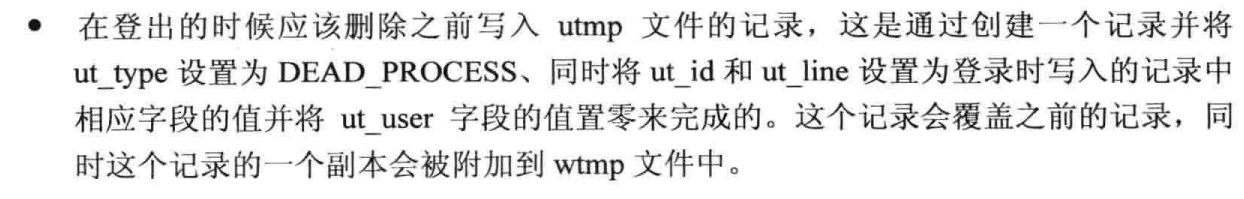 • 在登出的时候应该删除之前写入 utmp 文件的记录，这是通过创建一个记录并将
ut_type 设置为 DEAD_PROCESS、同时将 ut_id 和 ut_line 设置为登录时写入的记录中
相应字段的值并将 ut_user 字段的值置零来完成的。这个记录会覆盖之前的记录，同
时这个记录的一个副本会被附加到 wtmp 文件中。